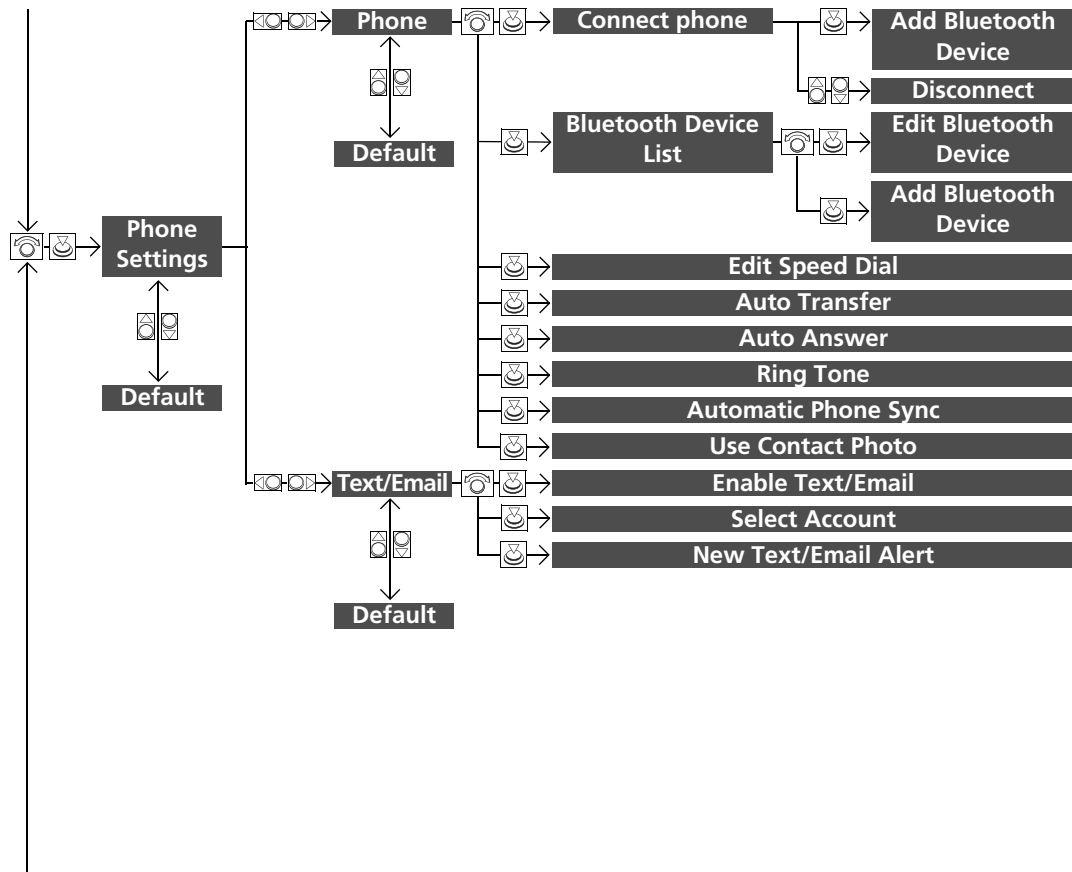 Phone
Connect phone
Add Bluetooth
Device
Disconnect
Default
Bluetooth Device
List
Edit Bluetooth
Device
Add Bluetooth
Device
Phone
Settings
Default
Edit Speed Dial
Auto Transfer
Auto Answer
Ring Tone
Automatic Phone Sync
Use Contact Photo
Text/Email
Enable Text/Email
Select Account
New Text/Email Alert
Default